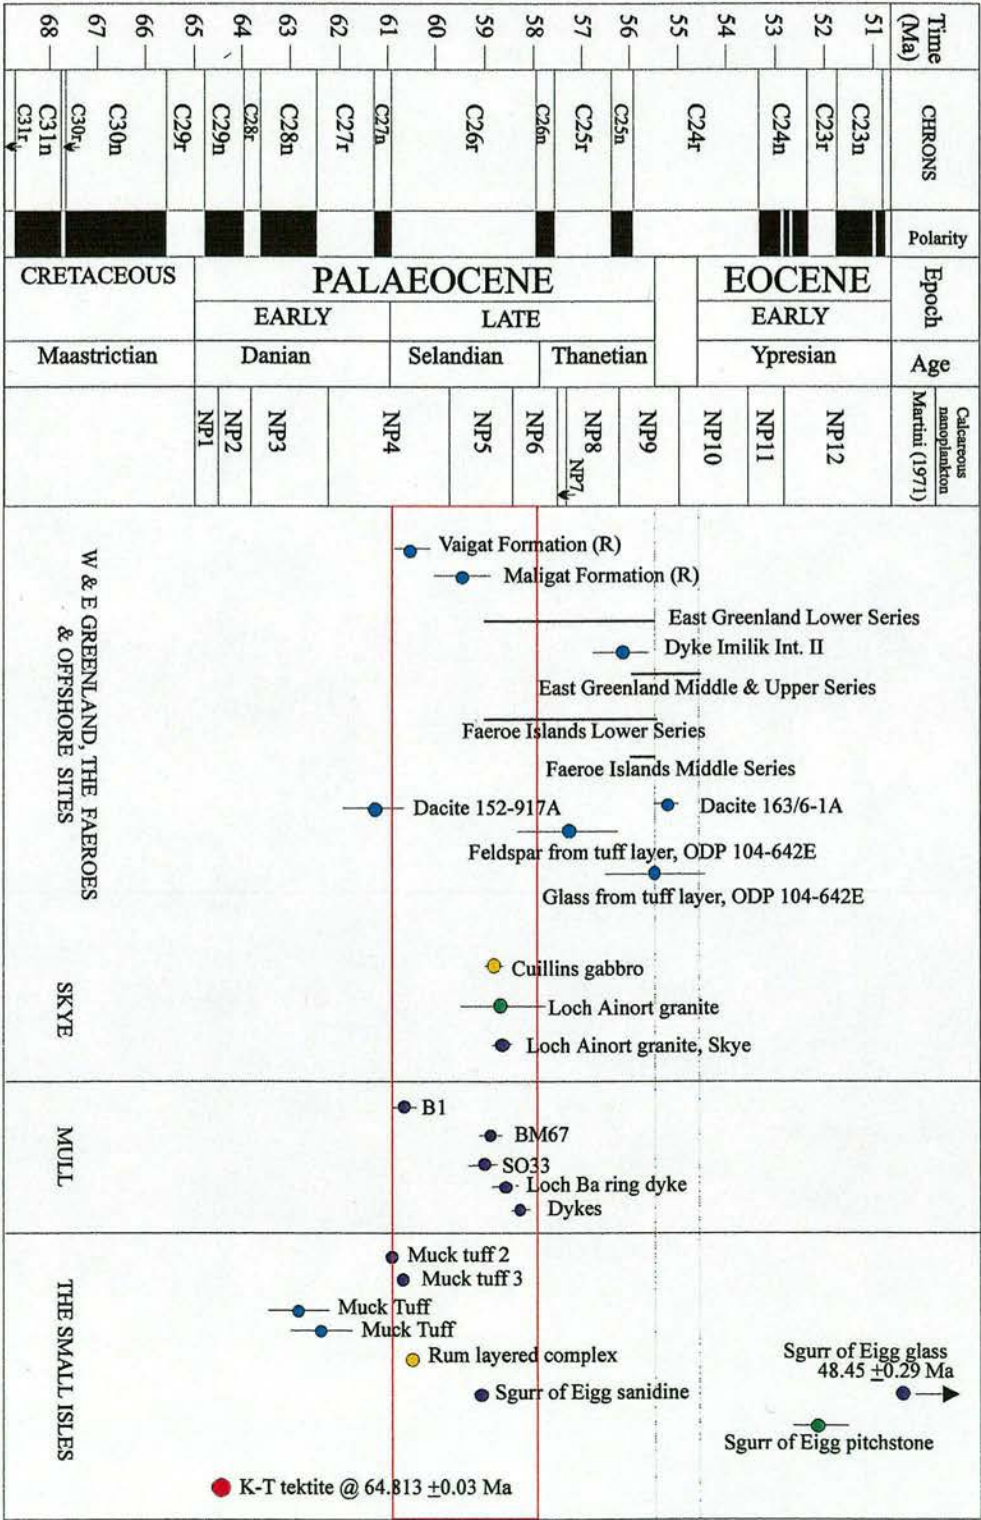 Time
(Ma)
68
67
66
65
64
63
62
61
60
59
58
57
56
55
54
53
52
51
CHRONS
C31r
C31n
C30r
C30n
C29r
C29n
C28r
C28n
C27r
C27n
C26r
C26n
C25r
C25n
C24r
C24n
C23r
C23n
Polarity
Epoch
CRETACEOUS
PALAEOCENE
EOCENE
EARLY
LATE
EARLY
Age
Maastrictian
Danian
Selandian
Thanetian
Ypresian
Calcareous
nanoplankton
Martini (1971)
NP1
NP2
NP3
NP4
NP5
NP6
NP7
NP8
NP9
NP10
NP11
NP12
W & E GREENLAND, THE FAEROES
& OFFSHORE SITES
Vaigat Formation (R)
Maligat Formation (R)
East Greenland Lower Series
Dyke Imilik Int. II
East Greenland Middle & Upper Series
Faeroe Islands Lower Series
Faeroe Islands Middle Series
Dacite 152-917A
Dacite 163/6-1A
Feldspar from tuff layer, ODP 104-642E
Glass from tuff layer, ODP 104-642E
SKYE
Cuillins gabbro
Loch Ainort granite
Loch Ainort granite, Skye
MULL
B1
BM67
SO33
Loch Ba ring dyke
Dykes
THE SMALL ISLES
Muck tuff 2
Muck tuff 3
Muck Tuff
Muck Tuff
Rum layered complex
Sgurr of Eigg glass
48.45 ±0.29 Ma
Sgurr of Eigg sanidine
Sgurr of Eigg pitchstone
K-T tektite @ 64.813 ±0.03 Ma